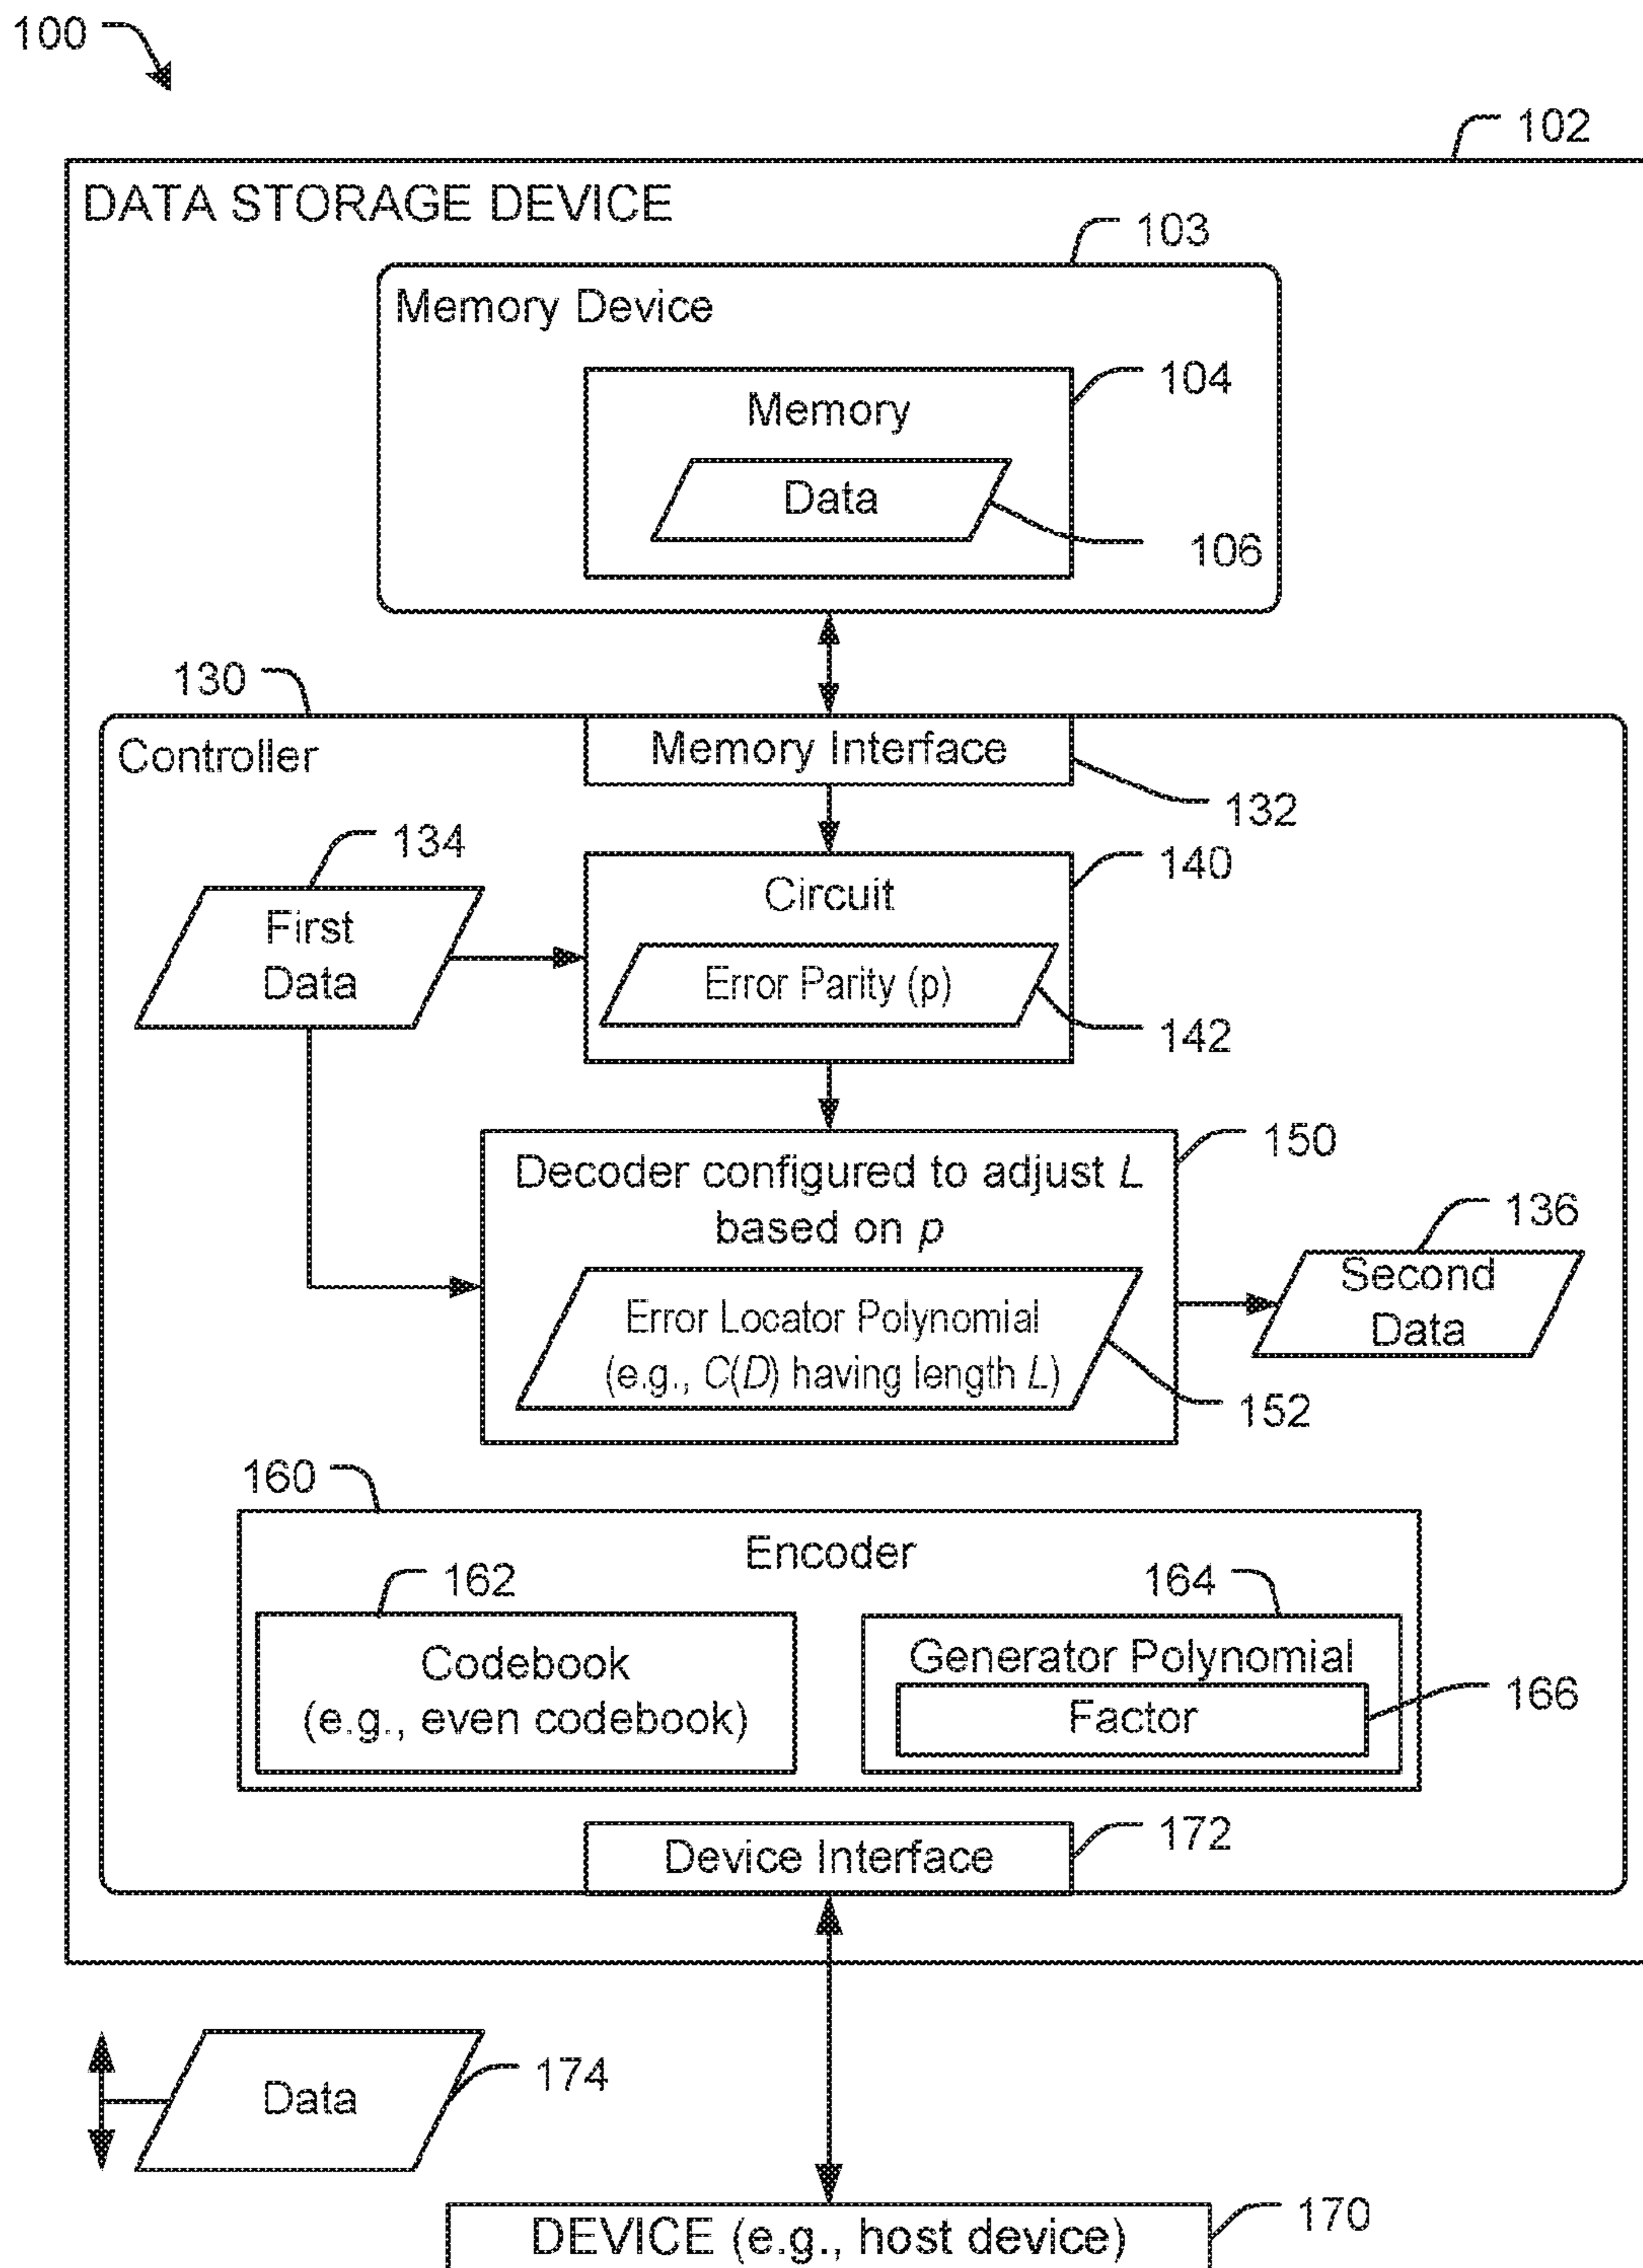 100
102
DATA STORAGE DEVICE
103
Memory Device
104
Memory
Data
106
130
Controller
Memory Interface
132
134
First
Data
140
Circuit
Error Parity (p)
142
150
Decoder configured to adjust L
based on p
136
Second
Data
Error Locator Polynomial
(e.g., C(D) having length L)
152
160
Encoder
162
164
Codebook
(e.g., even codebook)
Generator Polynomial
Factor
166
172
Device Interface
Data
174
170
DEVICE (e.g., host device)